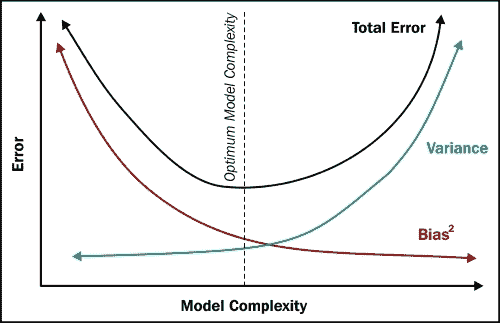 Total Error
Optimum Model Complexity
Variance
Error
Bias²
Model Complexity